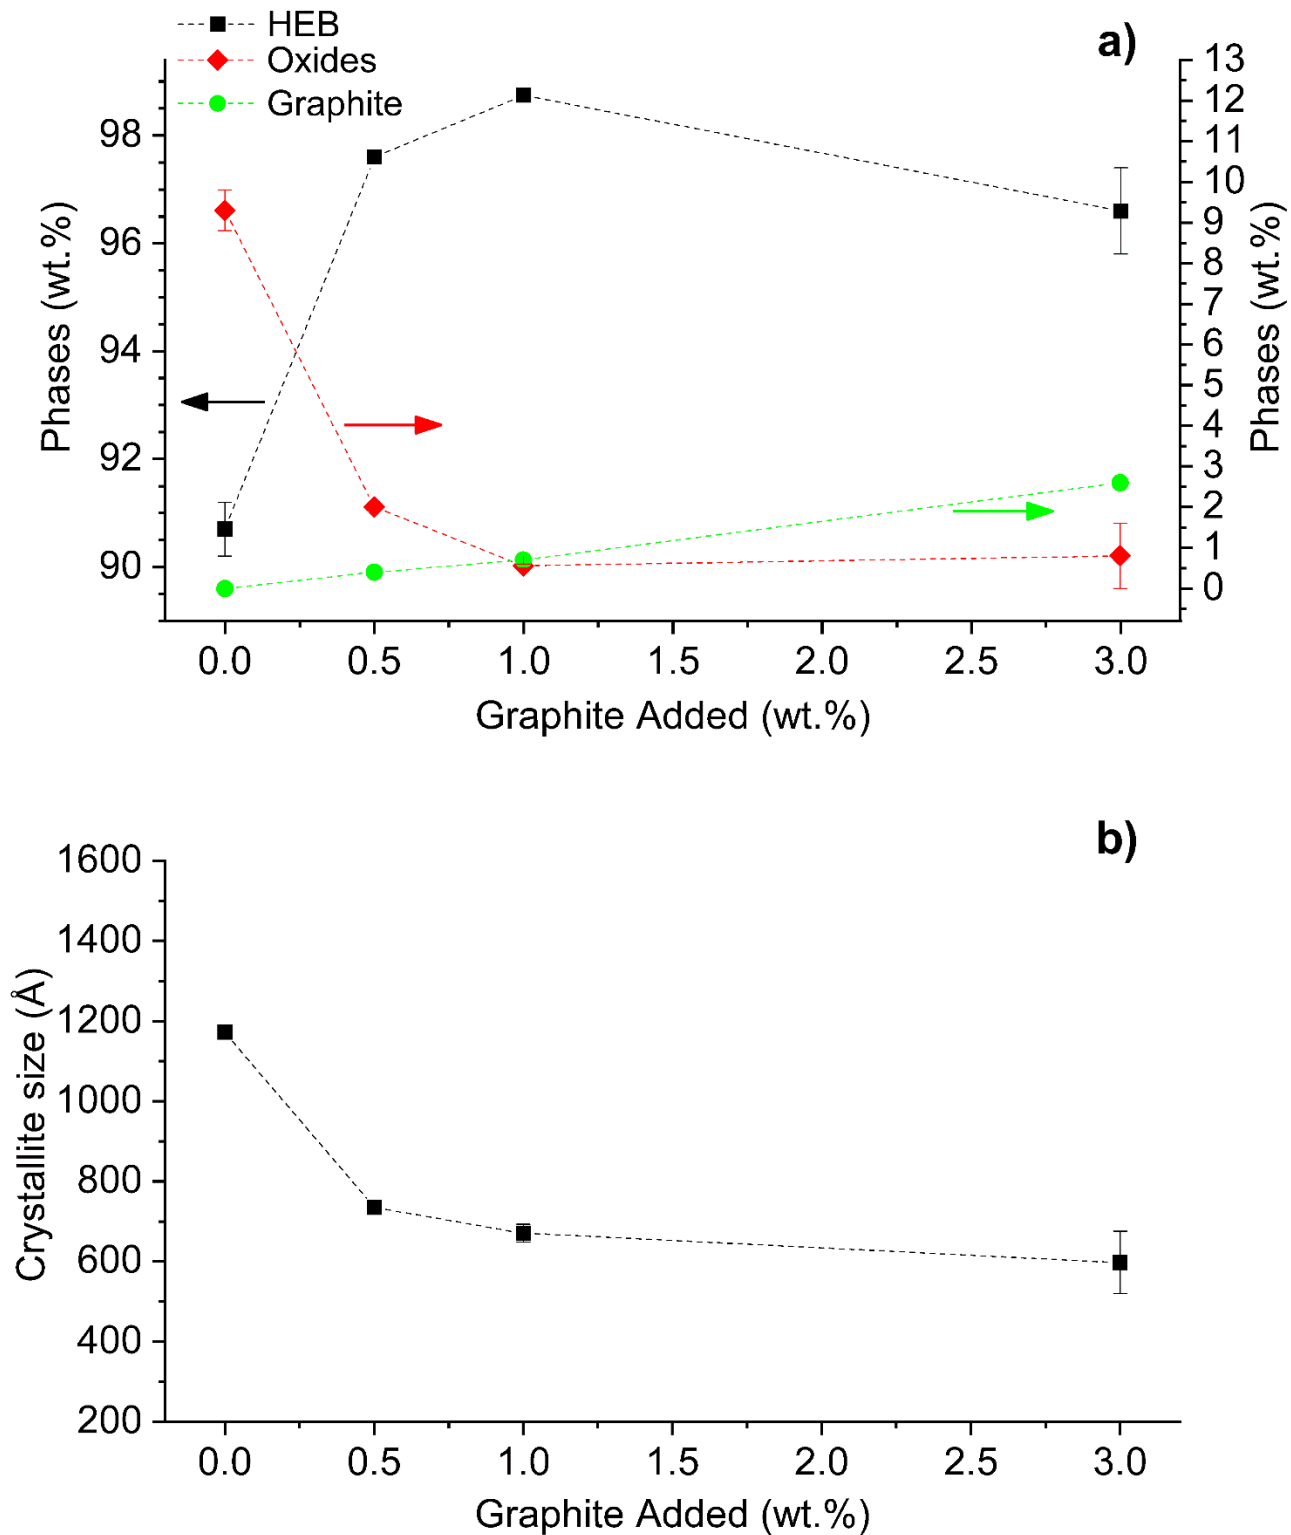 HEB
Oxides
Graphite
a)
98
96
94
92
90
Phases (wt.%)
13
12
11
10
9
8
7
6
5
4
3
2
1
0
Phases (wt.%)
0.0 0.5 1.0 1.5 2.0 2.5 3.0
Graphite Added (wt.%)
b)
1600
1400
1200
1000
800
600
400
200
Crystallite size (Å)
0.0 0.5 1.0 1.5 2.0 2.5 3.0
Graphite Added (wt.%)